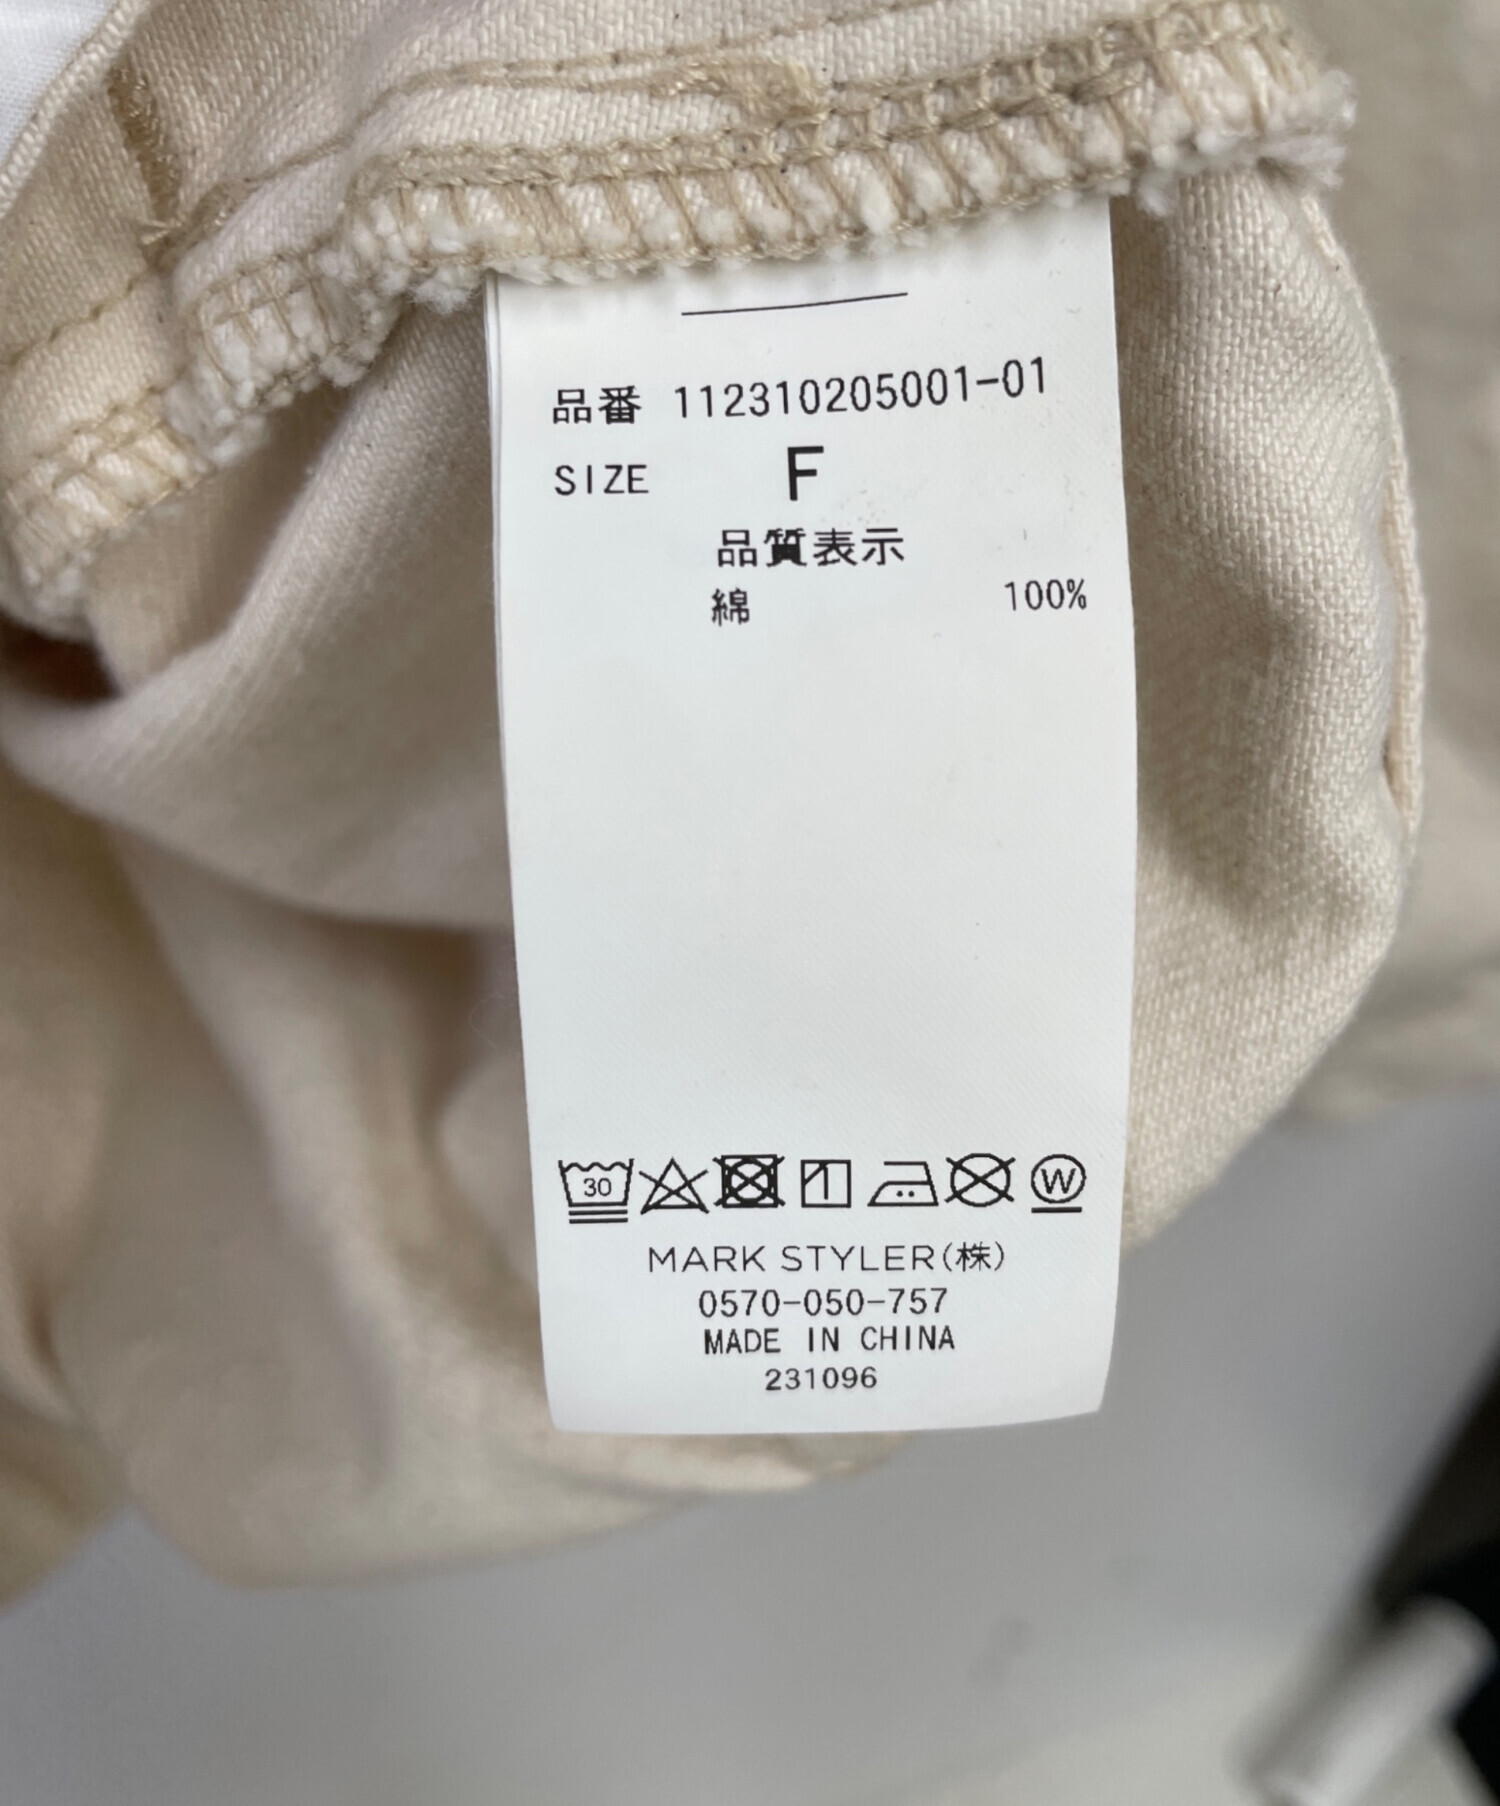 品番 112310205001-01
SIZE F
品質表示
綿 100%
30
W
MARK STYLER(株)
0570-050-757
MADE IN CHINA
231096